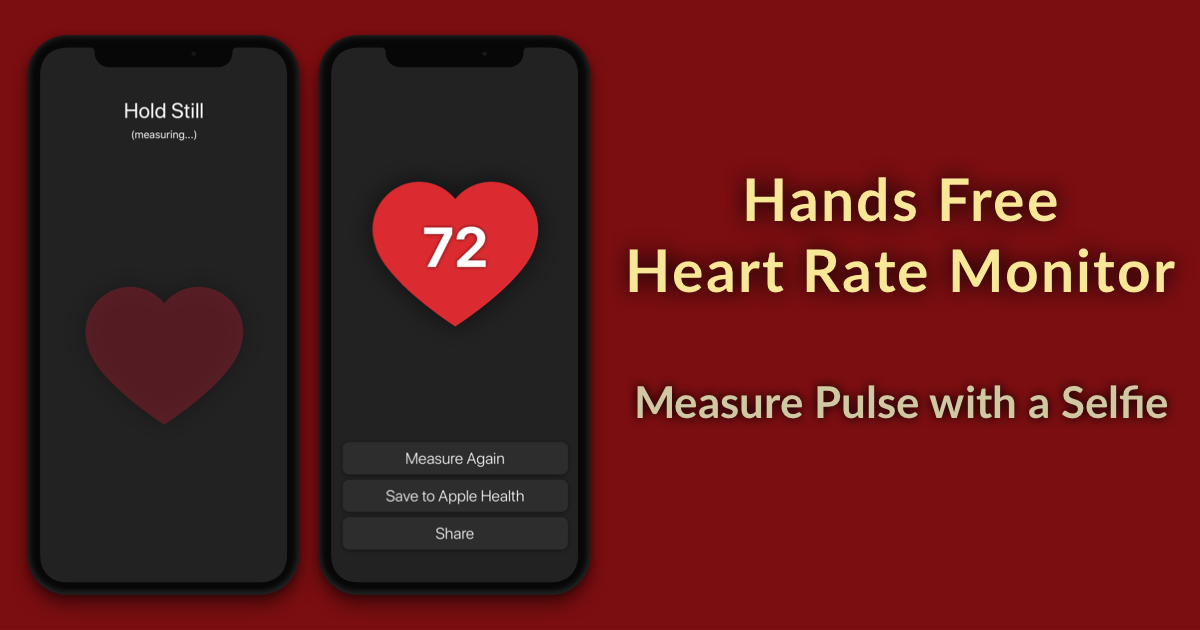 Hold Still
(measuring...)
72
Measure Again
Save to Apple Health
Share
Hands Free
Heart Rate Monitor
Measure Pulse with a Selfie